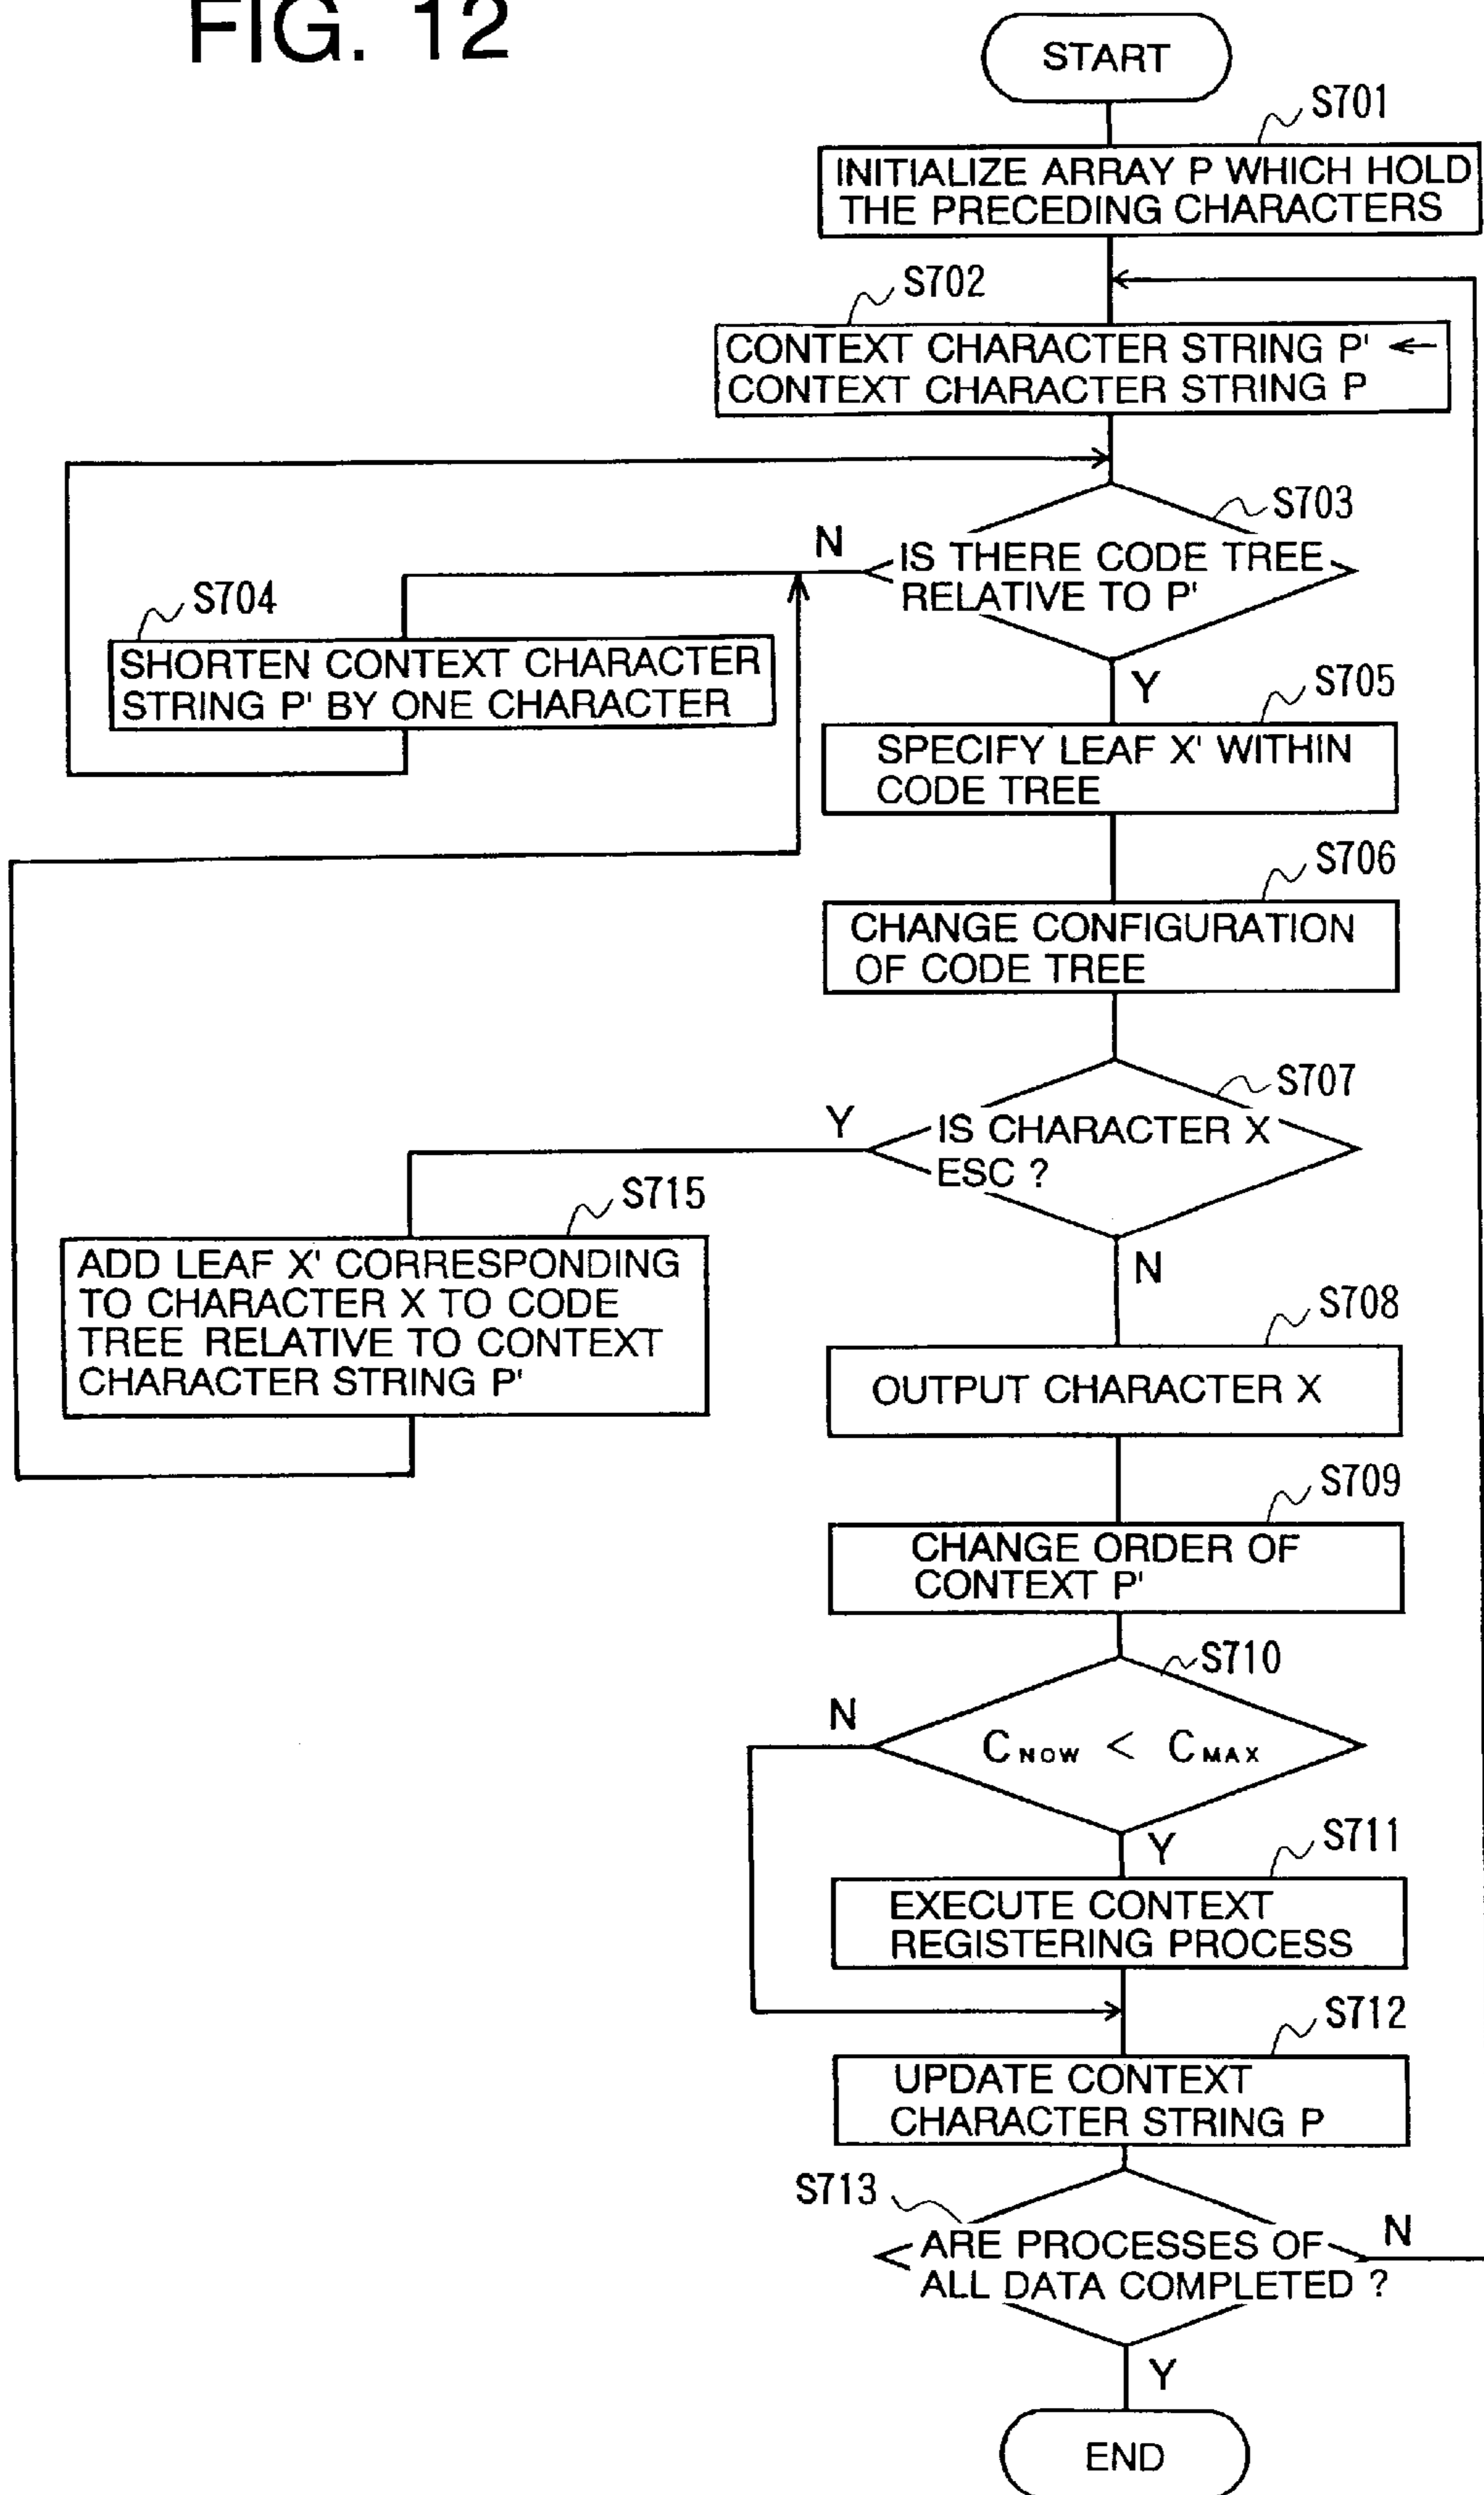 FIG. 12
START
S701
INITIALIZE ARRAY P WHICH HOLD
THE PRECEDING CHARACTERS
S702
CONTEXT CHARACTER STRING P' ←
CONTEXT CHARACTER STRING P
S703
N
IS THERE CODE TREE
RELATIVE TO P'
S704
SHORTEN CONTEXT CHARACTER
STRING P' BY ONE CHARACTER
Y
S705
SPECIFY LEAF X' WITHIN
CODE TREE
S706
CHANGE CONFIGURATION
OF CODE TREE
S707
Y
IS CHARACTER X
ESC ?
S715
ADD LEAF X' CORRESPONDING
TO CHARACTER X TO CODE
TREE RELATIVE TO CONTEXT
CHARACTER STRING P'
N
S708
OUTPUT CHARACTER X
S709
CHANGE ORDER OF
CONTEXT P'
S710
N
C NOW < C MAX
Y
S711
EXECUTE CONTEXT
REGISTERING PROCESS
S712
UPDATE CONTEXT
CHARACTER STRING P
S713
N
ARE PROCESSES OF
ALL DATA COMPLETED ?
Y
END